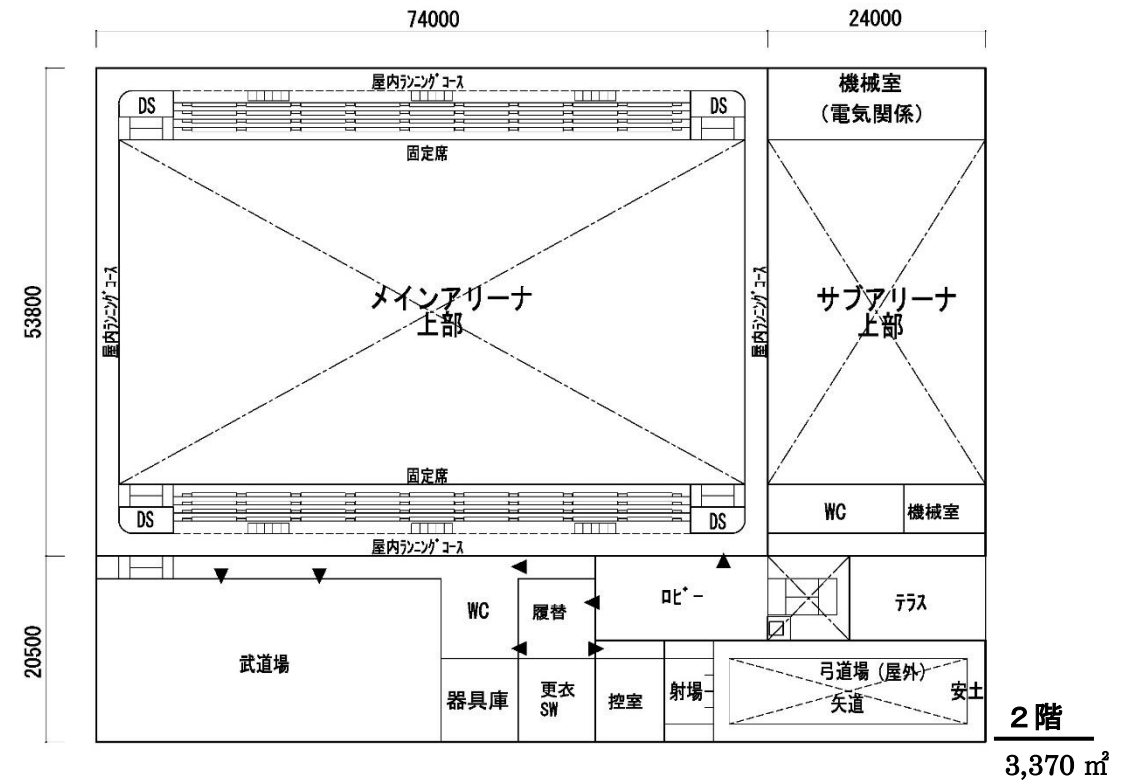 74000
24000
屋内ランニングコース
機械室
(電気関係)
DS
DS
固定席
53800
屋内ランニングコース
メインアリーナ
上部
屋内ランニングコース
サブアリーナ
上部
固定席
DS
DS
WC
機械室
屋内ランニングコース
20500
WC
履替
ロビー
テラス
武道場
器具庫
更衣
SW
控室
射場
弓道場(屋外)
矢道
安土
2階
3,370 ㎡